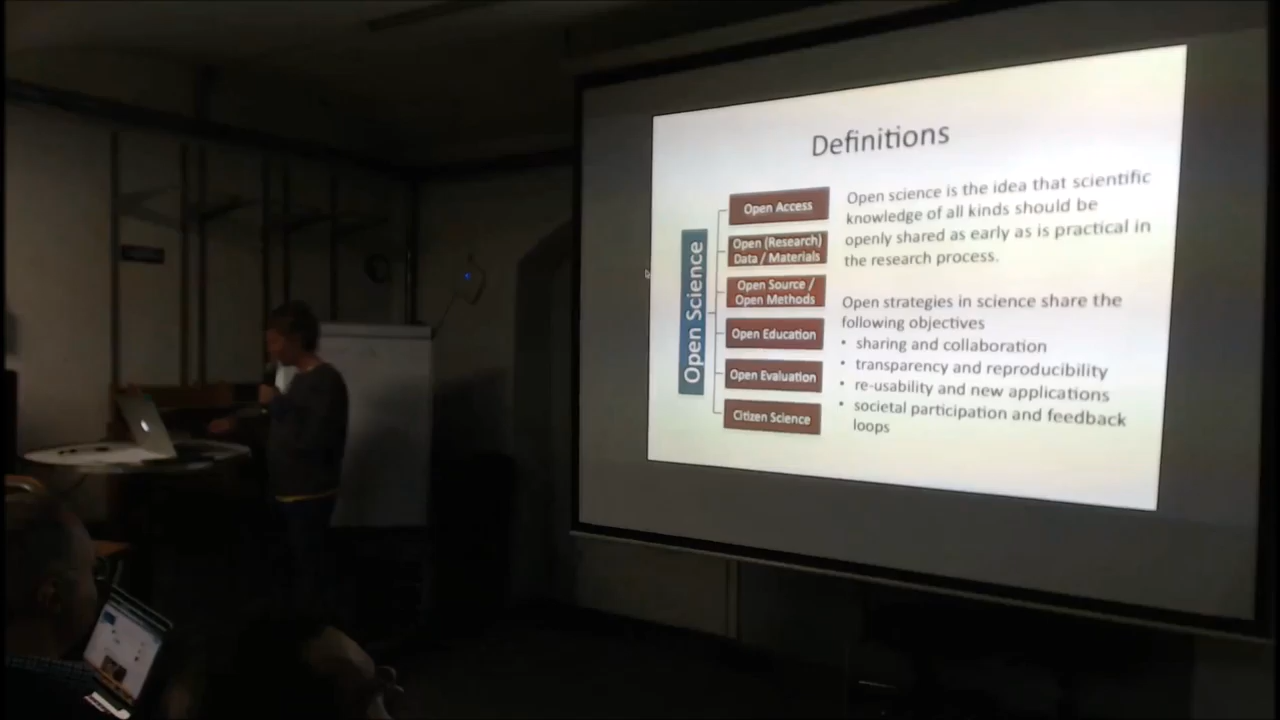 Definitions
Open Science
Open Access
Open (Research)
Data / Materials
Open Source /
Open Methods
Open Education
Open Evaluation
Citizen Science
Open science is the idea that scientific
knowledge of all kinds should be
openly shared as early as is practical in
the research process.
Open strategies in science share the
following objectives
• sharing and collaboration
• transparency and reproducibility
• re-usability and new applications
• societal participation and feedback
loops